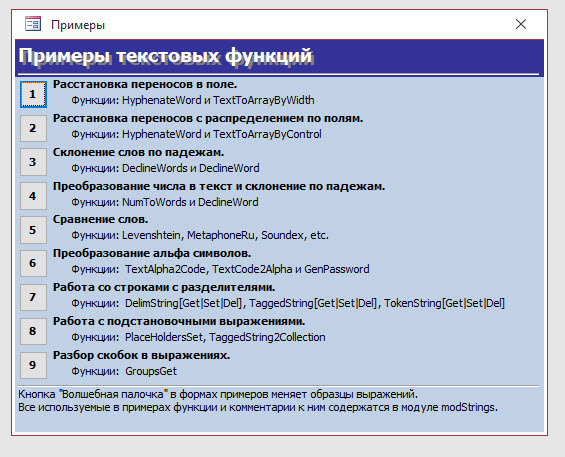 Примеры
Примеры текстовых функций
1 Расстановка переносов в поле.
Функции: HyphenateWord и TextToArrayByWidth
2 Расстановка переносов с распределением по полям.
Функции: HyphenateWord и TextToArrayByControl
3 Склонение слов по падежам.
Функции: DeclineWords и DeclineWord
4 Преобразование числа в текст и склонение по падежам.
Функции: NumToWords и DeclineWord
5 Сравнение слов.
Функции: Levenshtein, MetaphoneRu, Soundex, etc.
6 Преобразование альфа символов.
Функции: TextAlpha2Code, TextCode2Alpha и GenPassword
7 Работа со строками с разделителями.
Функции: DelimString[Get|Set|Del], TaggedString[Get|Set|Del], TokenString[Get|Set|Del]
8 Работа с подстановочными выражениями.
Функции: PlaceHoldersSet, TaggedString2Collection
9 Разбор скобок в выражениях.
Функции: GroupsGet
Кнопка "Волшебная палочка" в формах примеров меняет образцы выражений.
Все используемые в примерах функции и комментарии к ним содержатся в модуле modStrings.